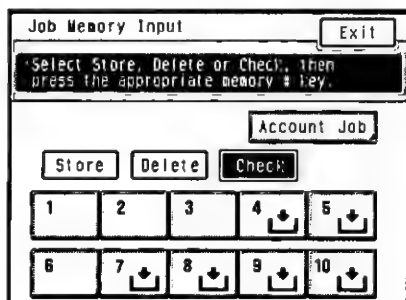 Job Memory Input
Exit
Select Store, Delete or Check, then
press the appropriate memory # key.
Account Job
Store Delete Check
1 2 3 4 5
6 7 8 9 10